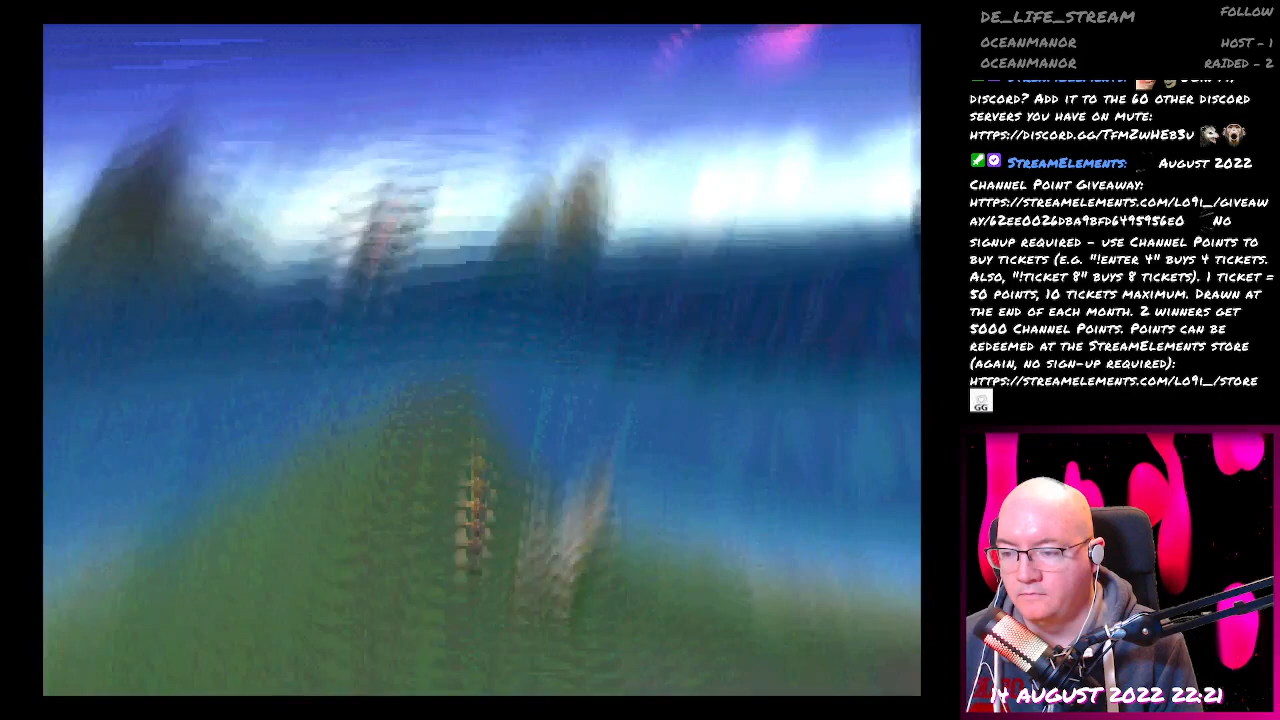 DE_LIFE_STREAM FOLLOW
OCEANMANOR HOST - 1
OCEANMANOR RAIDED - 2
DISCORD? ADD IT TO THE 60 OTHER DISCORD
SERVERS YOU HAVE ON MUTE:
STREAMELEMENTS: AUGUST 2022
CHANNEL POINT GIVEAWAY:
HTTPS://STREAMELEMENTS.COM/LO9I_/GIVEAW
AY/62EE0026DBA9BFD6495956E0 NO
SIGNUP REQUIRED - USE CHANNEL POINTS TO
BUY TICKETS (E.G. "!ENTER 4" BUYS 4 TICKETS.
ALSO, "!TICKET 8" BUYS 8 TICKETS). 1 TICKET =
50 POINTS, 10 TICKETS MAXIMUM. DRAWN AT
THE END OF EACH MONTH. 2 WINNERS GET
5000 CHANNEL POINTS. POINTS CAN BE
REDEEMED AT THE STREAMELEMENTS STORE
(AGAIN, NO SIGN-UP REQUIRED):
HTTPS://STREAMELEMENTS.COM/LO9I_/STORE
GG
14 AUGUST 2022 22:21